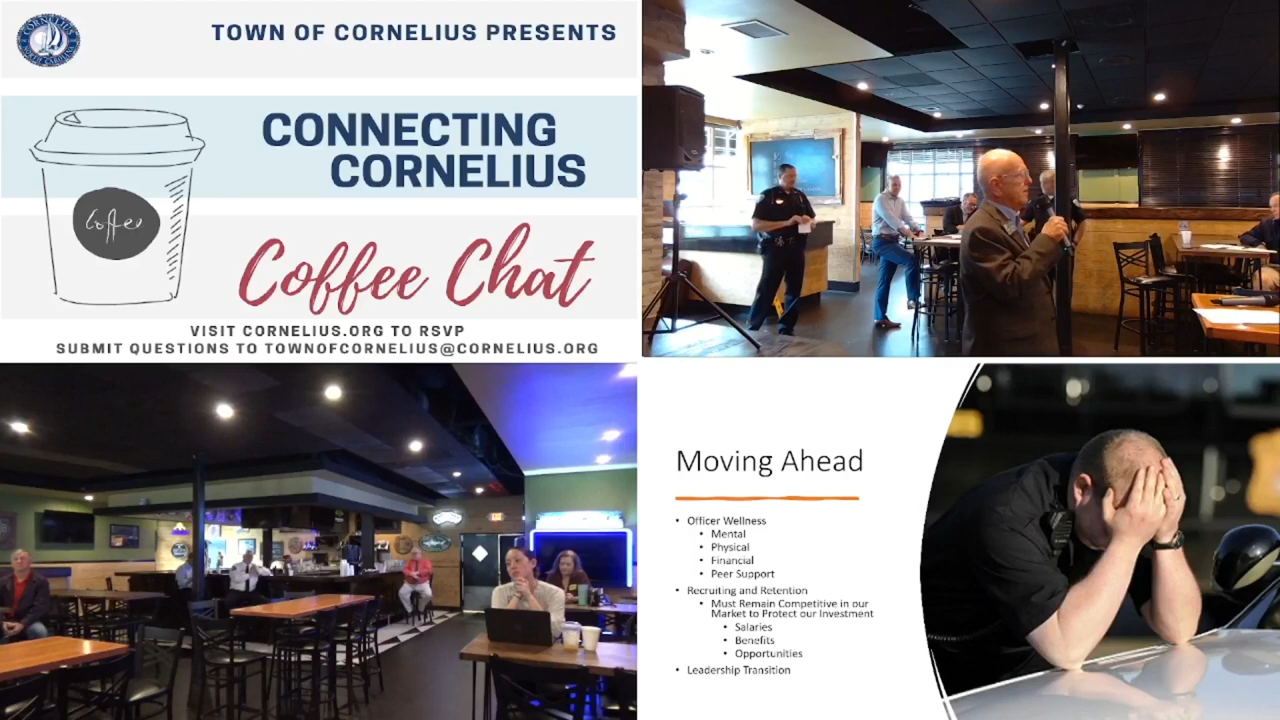 TOWN OF CORNELIUS PRESENTS
CORNELIUS
CONNECTING
CORNELIUS
Coffee
Coffee Chat
VISIT CORNELIUS.ORG TO RSVP
SUBMIT QUESTIONS TO TOWNOFCORNELIUS@CORNELIUS.ORG
Moving Ahead
• Officer Wellness
• Mental
• Physical
• Financial
• Peer Support
• Recruiting and Retention
• Must Remain Competitive in our
Market to Protect our Investment
• Salaries
• Benefits
• Opportunities
• Leadership Transition